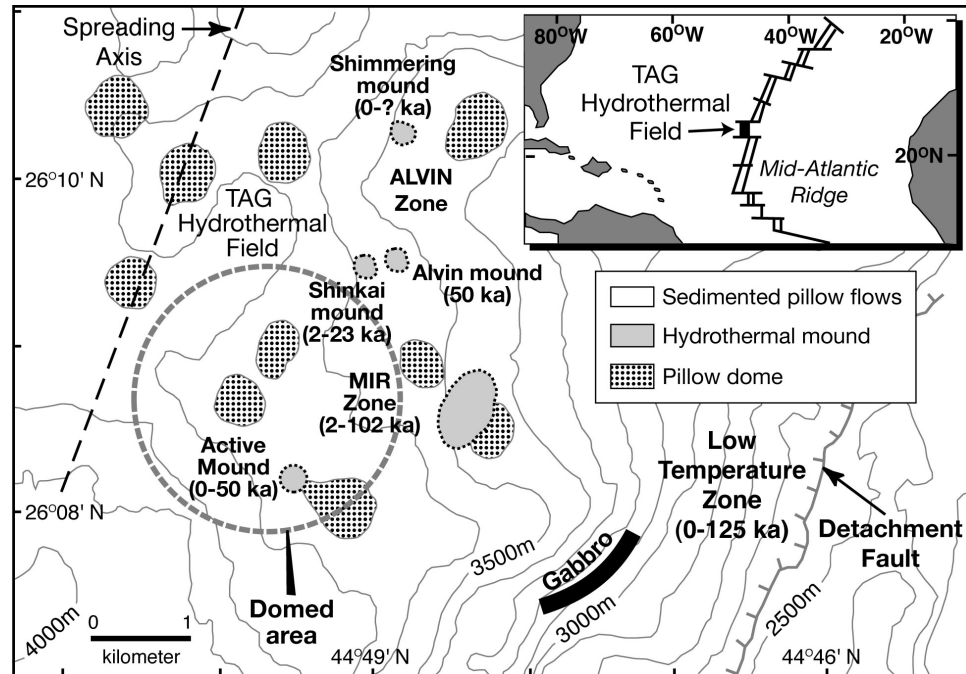 Spreading
Axis
Shimmering
mound
(0-? ka)
ALVIN
Zone
26°10' N
TAG
Hydrothermal
Field
Alvin mound
(50 ka)
Shinkai
mound
(2-23 ka)
MIR
Zone
(2-102 ka)
Active
Mound
(0-50 ka)
26°08' N
Domed
area
4000m
0 1
kilometer
44°49' N
3500m
Gabbro
3000m
2500m
44°46' N
Low
Temperature
Zone
(0-125 ka)
Detachment
Fault
80°W 60°W 40°W 20°W
TAG
Hydrothermal
Field
20°N
Mid-Atlantic
Ridge
Sedimented pillow flows
Hydrothermal mound
Pillow dome